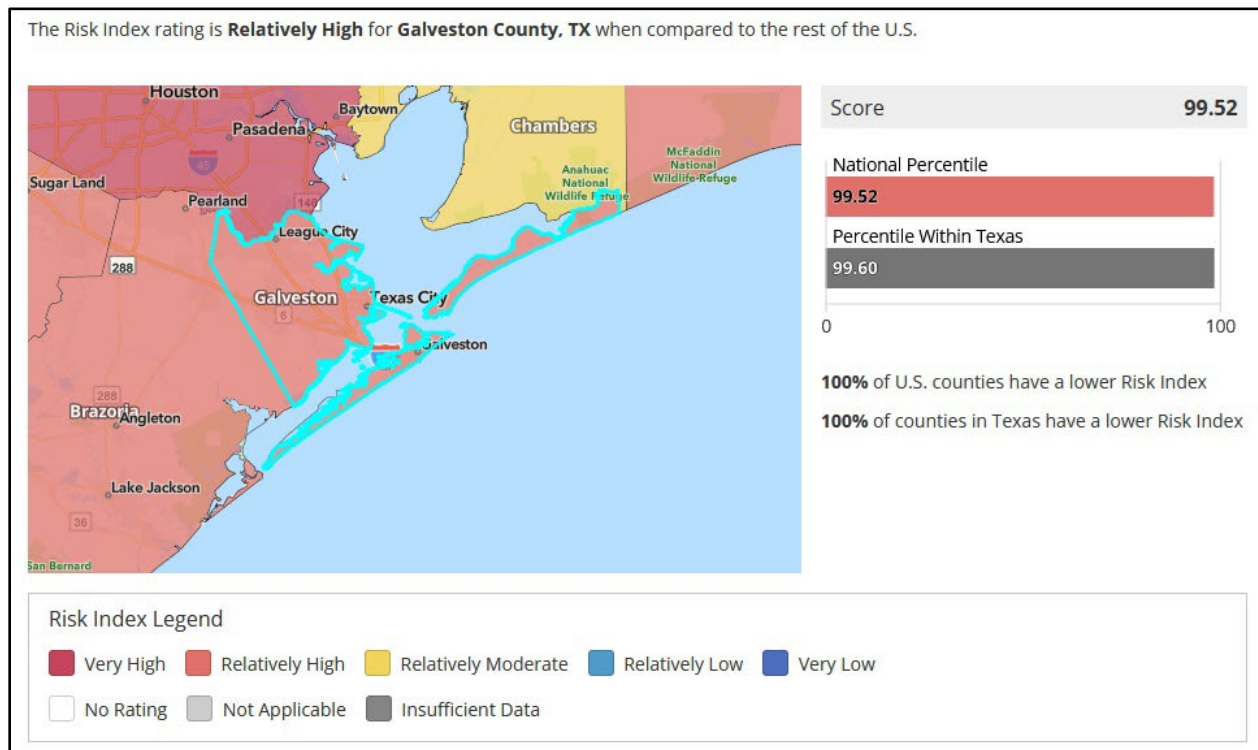 The Risk Index rating is Relatively High for Galveston County, TX when compared to the rest of the U.S.
Houston
Baytown
Pasadena
Chambers
45
McFaddin
National
Wildlife Refuge
Anahuac
National
Wildlife Refuge
Sugar Land
Pearland
146
League City
288
Galveston
Texas City
6
Galveston
288
Brazoria
Angleton
Lake Jackson
36
San Bernard
Score 99.52
National Percentile
99.52
Percentile Within Texas
99.60
0 100
100% of U.S. counties have a lower Risk Index
100% of counties in Texas have a lower Risk Index
Risk Index Legend
Very High Relatively High Relatively Moderate Relatively Low Very Low
No Rating Not Applicable Insufficient Data